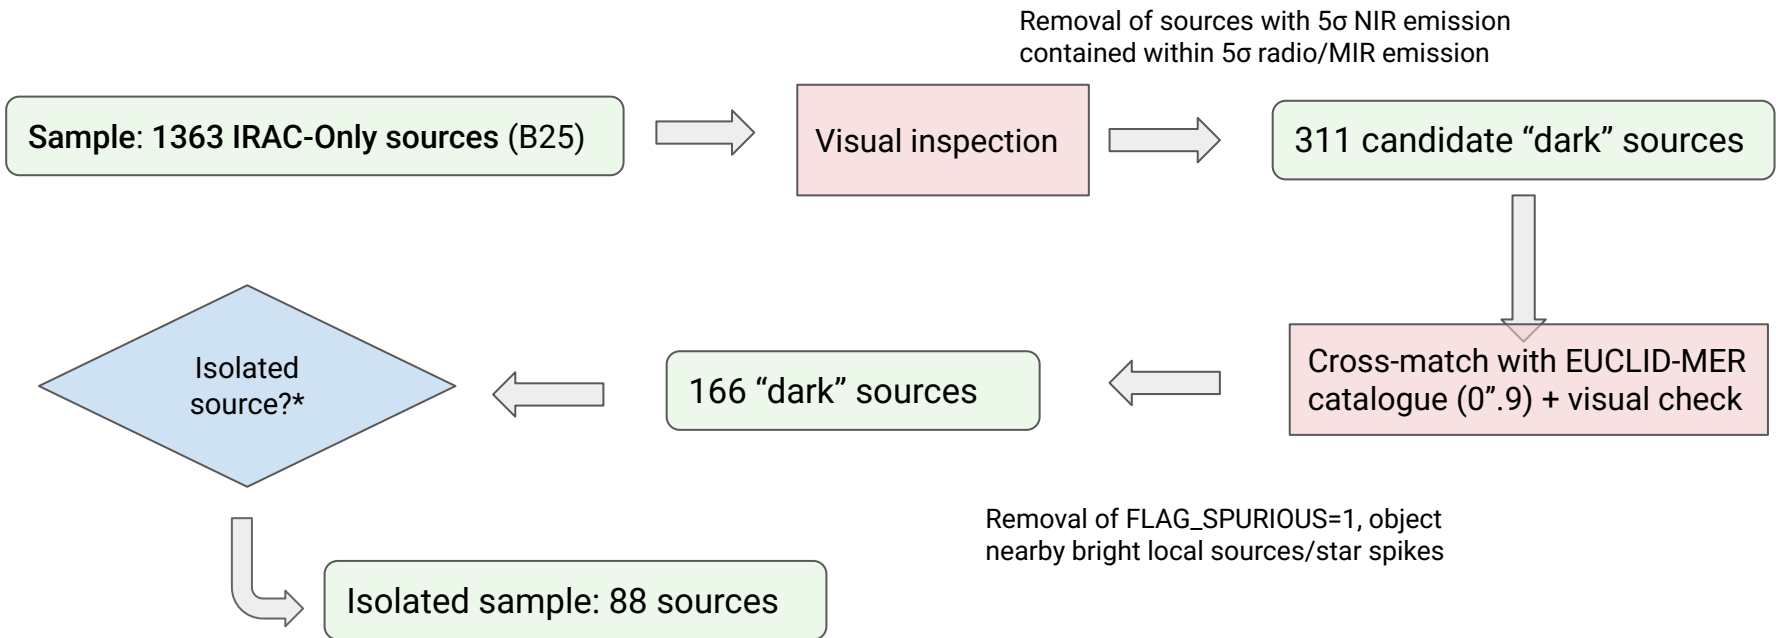 Removal of sources with 5σ NIR emission
contained within 5σ radio/MIR emission
Sample: 1363 IRAC-Only sources (B25)
Visual inspection
311 candidate “dark” sources
Cross-match with EUCLID-MER
catalogue (0”.9) + visual check
166 “dark” sources
Isolated
source?*
Removal of FLAG_SPURIOUS=1, object
nearby bright local sources/star spikes
Isolated sample: 88 sources